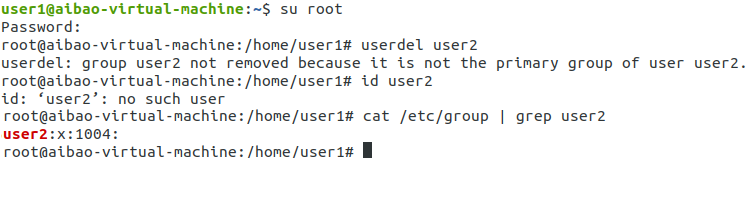 user1@aibao-virtual-machine:~$ su root
Password:
root@aibao-virtual-machine:/home/user1# userdel user2
userdel: group user2 not removed because it is not the primary group of user user2.
root@aibao-virtual-machine:/home/user1# id user2
id: ‘user2’: no such user
root@aibao-virtual-machine:/home/user1# cat /etc/group | grep user2
user2:x:1004:
root@aibao-virtual-machine:/home/user1#